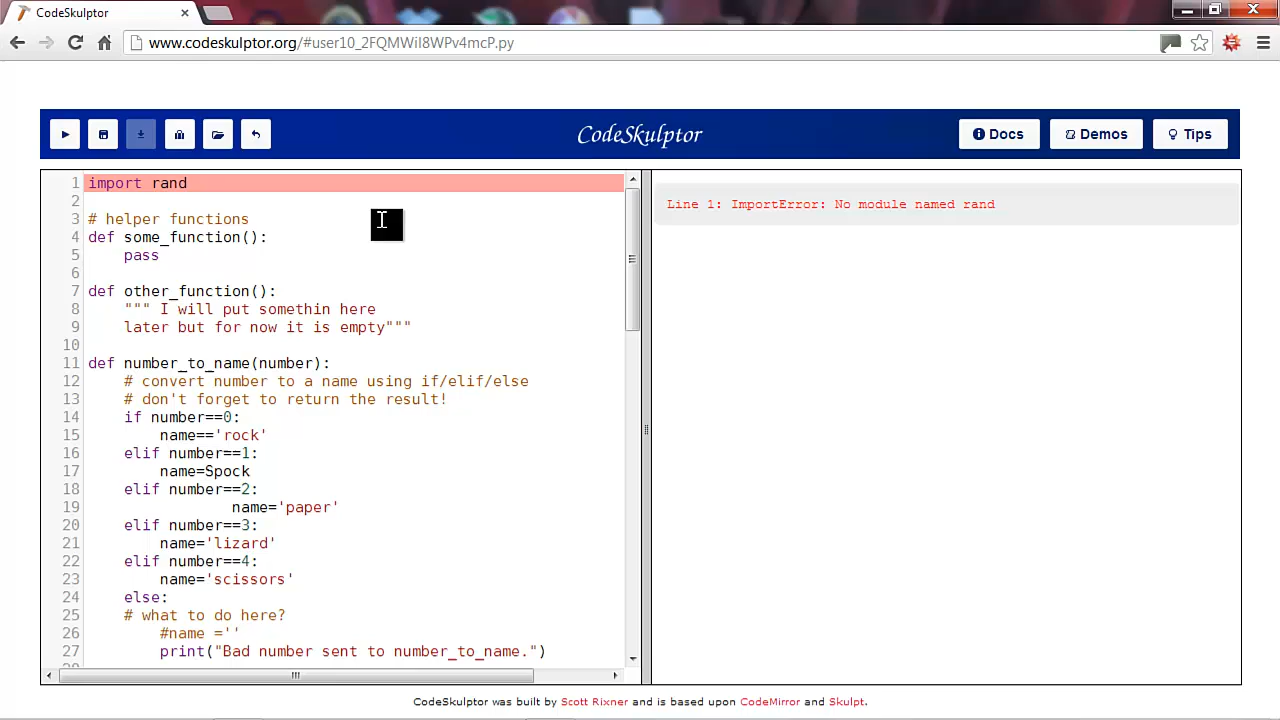 CodeSkulptor
www.codeskulptor.org/#user10_2FQMWiI8WPv4mcP.py
CodeSkulptor
Docs
Demos
Tips
1 import rand
2
3 # helper functions
4 def some_function():
5 pass
6
7 def other_function():
8 """ I will put somethin here
9 later but for now it is empty"""
10
11 def number_to_name(number):
12 # convert number to a name using if/elif/else
13 # don't forget to return the result!
14 if number==0:
15 name=='rock'
16 elif number==1:
17 name=Spock
18 elif number==2:
19 name='paper'
20 elif number==3:
21 name='lizard'
22 elif number==4:
23 name='scissors'
24 else:
25 # what to do here?
26 #name =''
27 print("Bad number sent to number_to_name.")
Line 1: ImportError: No module named rand
CodeSkulptor was built by Scott Rixner and is based upon CodeMirror and Skulpt.